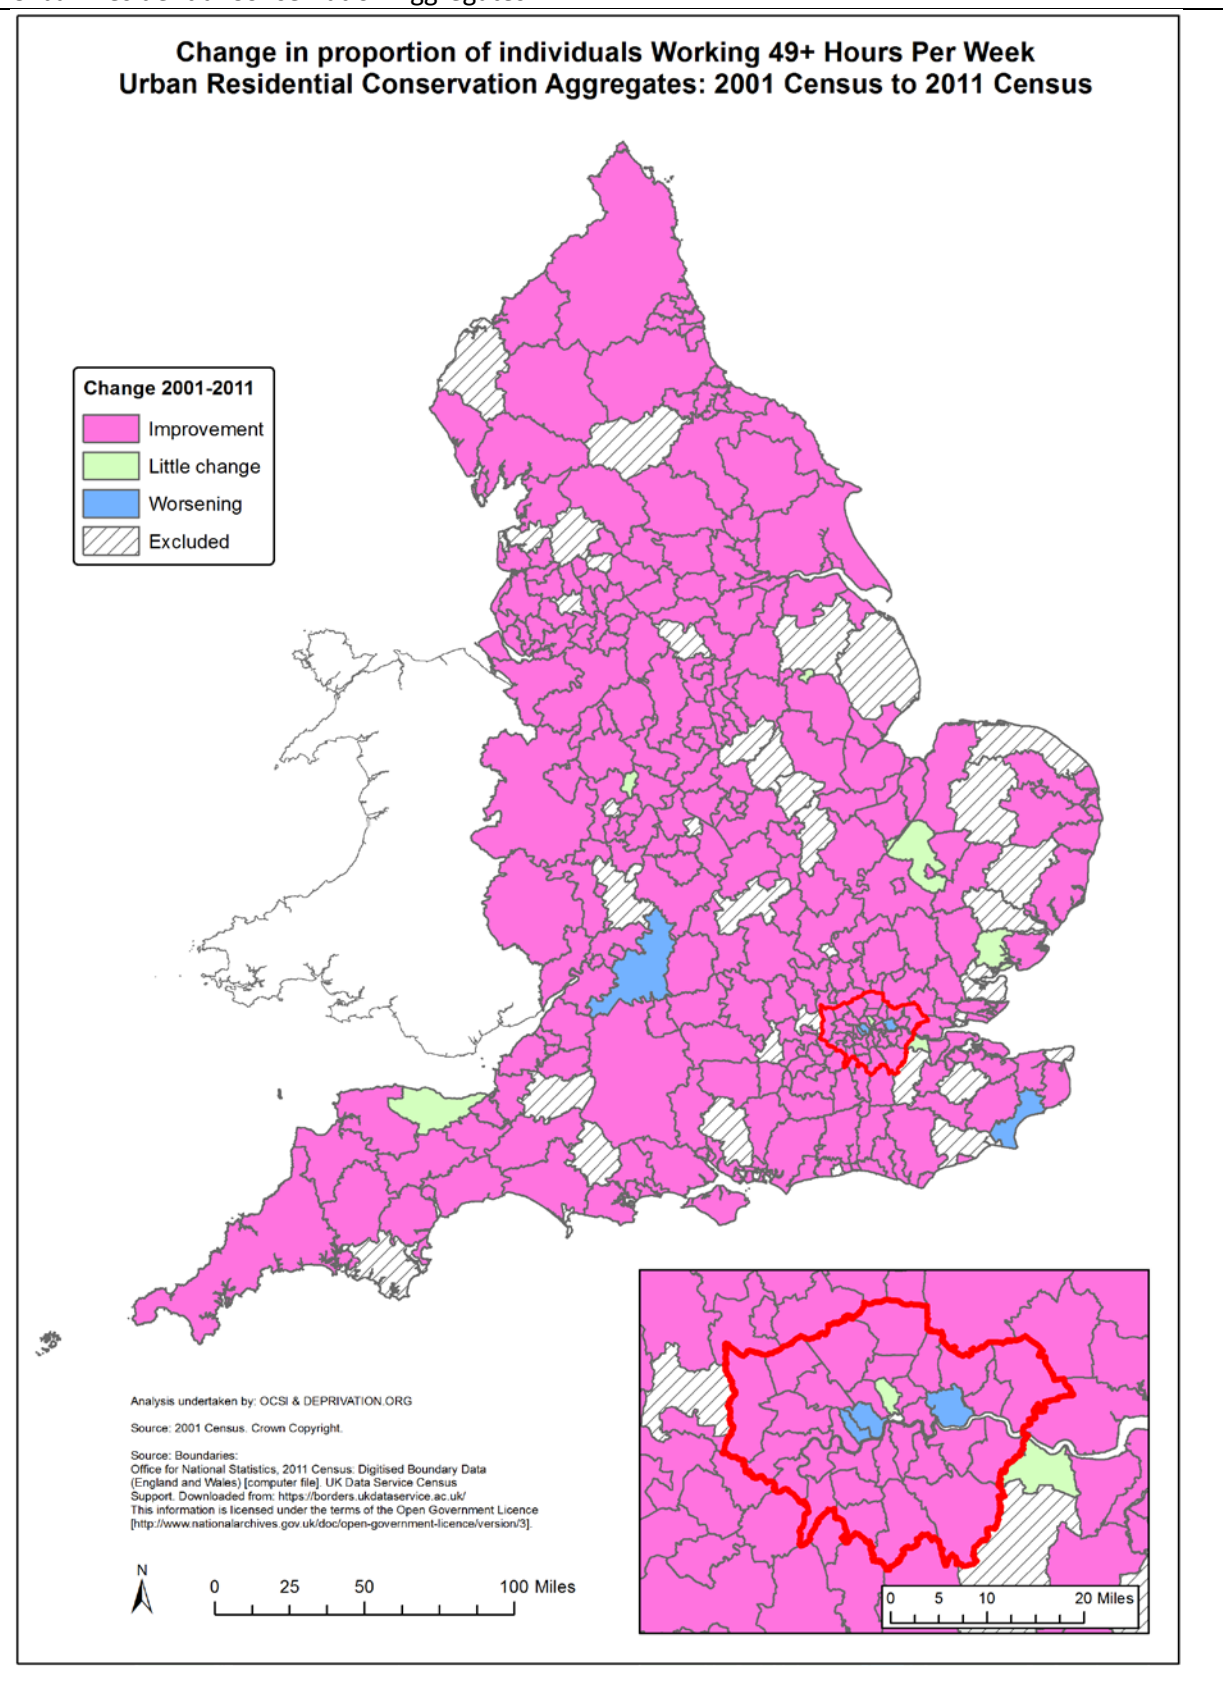 Change in proportion of individuals Working 49+ Hours Per Week
Urban Residential Conservation Aggregates: 2001 Census to 2011 Census
Change 2001-2011
Improvement
Little change
Worsening
Excluded
Analysis undertaken by: OCSI & DEPRIVATION.ORG
Source: 2001 Census. Crown Copyright.
Source: Boundaries:
Office for National Statistics, 2011 Census: Digitised Boundary Data
(England and Wales) [computer file]. UK Data Service Census
Support. Downloaded from: https://borders.ukdataservice.ac.uk/
This information is licensed under the terms of the Open Government Licence
[http://www.nationalarchives.gov.uk/doc/open-government-licence/version/3].
N
0 25 50 100 Miles
0 5 10 20 Miles